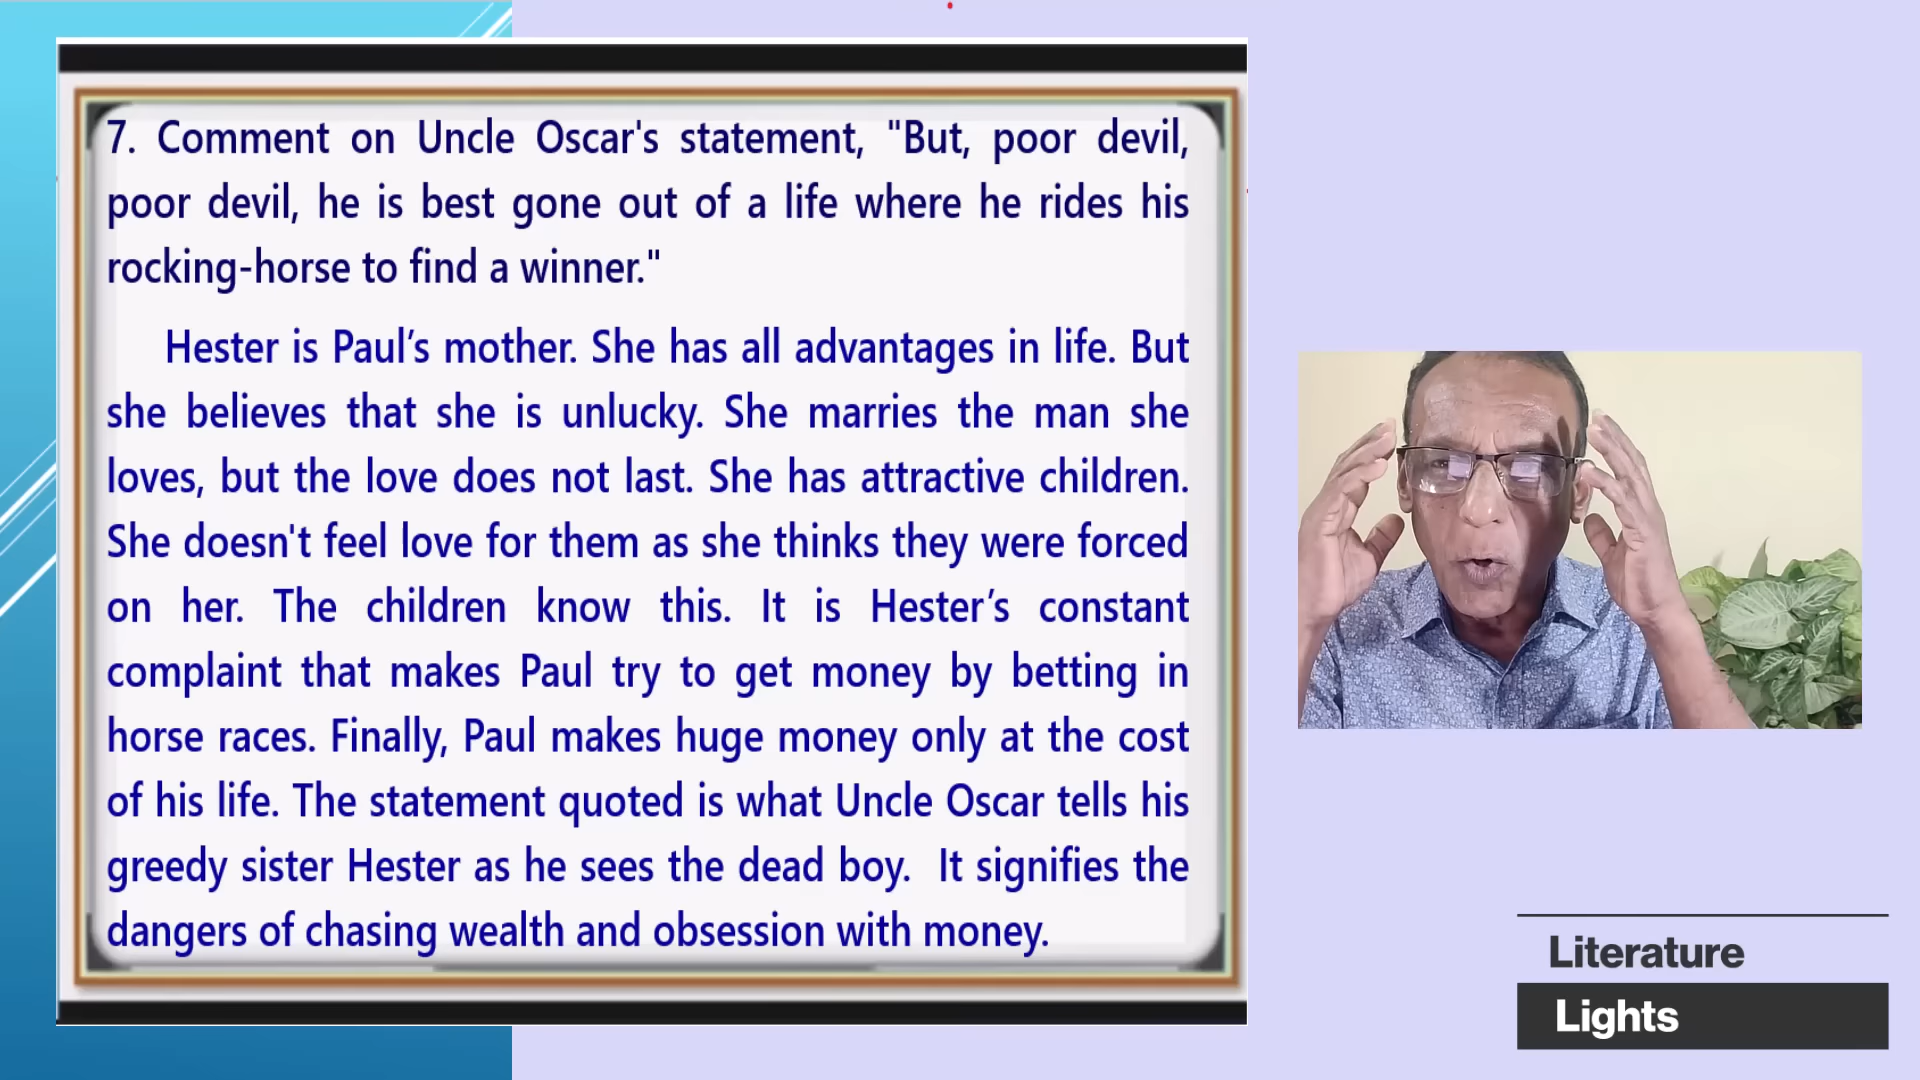 7. Comment on Uncle Oscar's statement, "But, poor devil,
poor devil, he is best gone out of a life where he rides his
rocking-horse to find a winner."
Hester is Paul’s mother. She has all advantages in life. But
she believes that she is unlucky. She marries the man she
loves, but the love does not last. She has attractive children.
She doesn't feel love for them as she thinks they were forced
on her. The children know this. It is Hester’s constant
complaint that makes Paul try to get money by betting in
horse races. Finally, Paul makes huge money only at the cost
of his life. The statement quoted is what Uncle Oscar tells his
greedy sister Hester as he sees the dead boy. It signifies the
dangers of chasing wealth and obsession with money.
Literature
Lights